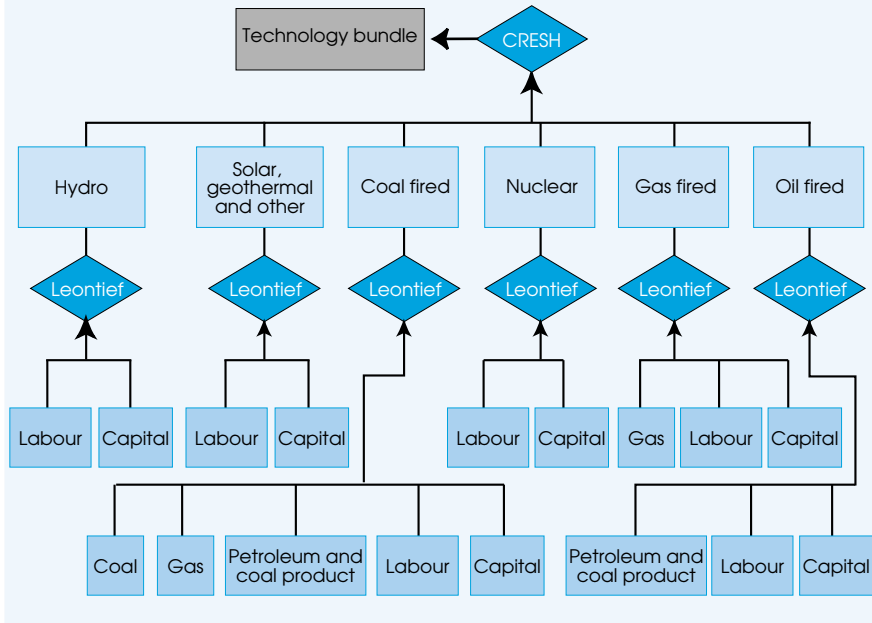 Technology bundle
CRESH
Hydro
Solar,
geothermal
and other
Coal fired
Nuclear
Gas fired
Oil fired
Leontief
Leontief
Leontief
Leontief
Leontief
Leontief
Labour
Capital
Labour
Capital
Labour
Capital
Gas
Labour
Capital
Coal
Gas
Petroleum and
coal product
Labour
Capital
Petroleum and
coal product
Labour
Capital